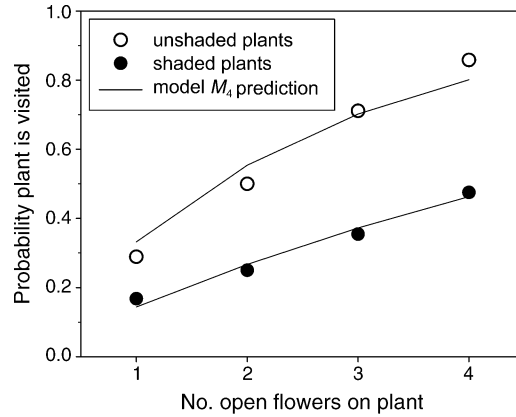 1.0
0.8
0.6
0.4
0.2
0.0
Probability plant is visited
unshaded plants
shaded plants
model M4 prediction
1 2 3 4
No. open flowers on plant